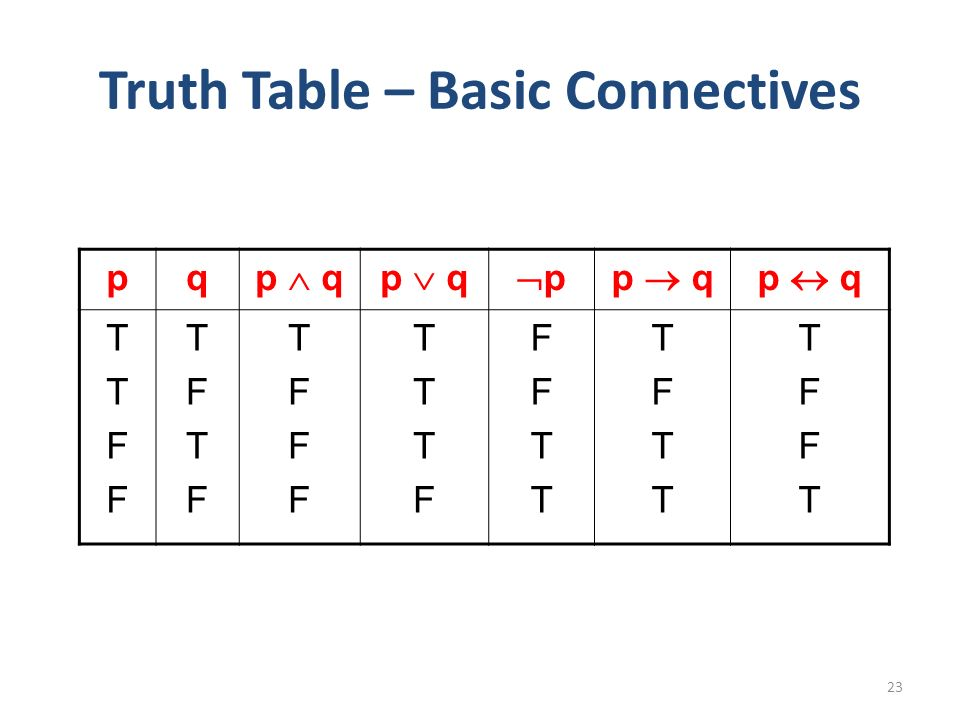 Truth Table – Basic Connectives
p q p ∧ q p ∨ q ¬p p → q p ↔ q
T T T T F T T
T F F T F F F
F T F T T T F
F F F F T T T
23